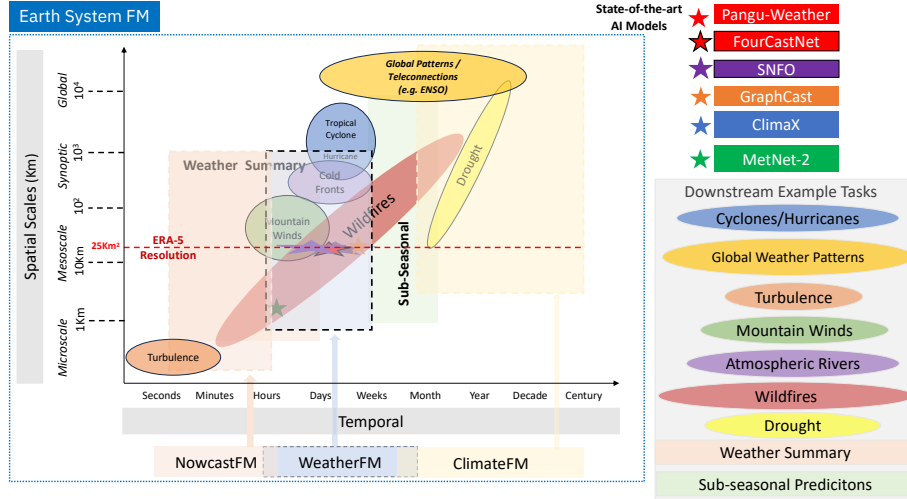 Earth System FM
State-of-the-art
AI Models
Pangu-Weather
FourCastNet
SNFO
GraphCast
ClimaX
MetNet-2
Spatial Scales (Km)
Global
Synoptic
Mesoscale
Microscale
10⁴
10³
10²
10Km
1Km
25Km²
ERA-5
Resolution
Global Patterns /
Teleconnections
(e.g. ENSO)
Tropical
Cyclone
Hurricane
Weather Summary
Cold
Fronts
Mountain
Winds
Wildfires
Drought
Sub-Seasonal
Turbulence
Seconds
Minutes
Hours
Days
Weeks
Month
Year
Decade
Century
Temporal
NowcastFM
WeatherFM
ClimateFM
Downstream Example Tasks
Cyclones/Hurricanes
Global Weather Patterns
Turbulence
Mountain Winds
Atmospheric Rivers
Wildfires
Drought
Weather Summary
Sub-seasonal Predicitons